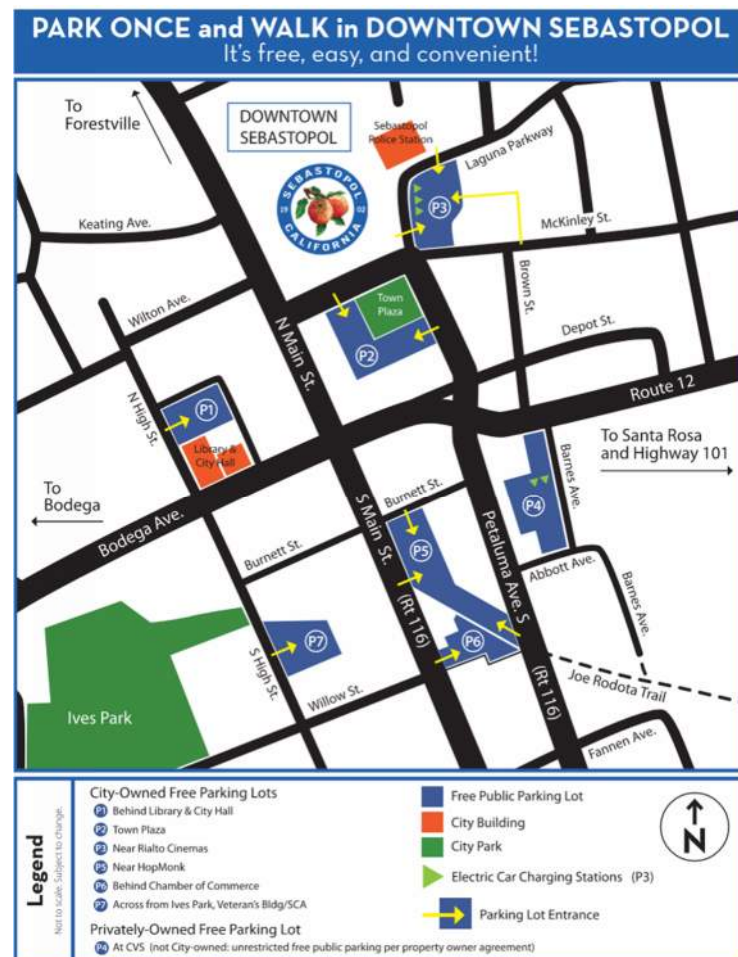 PARK ONCE and WALK in DOWNTOWN SEBASTOPOL
It's free, easy, and convenient!
To
Forestville
DOWNTOWN
SEBASTOPOL
Sebastopol
Police Station
Laguna Parkway
SEBASTOPOL
19 02
CALIFORNIA
P3
McKinley St.
Keating Ave.
Brown St.
Town
Plaza
Wilton Ave.
N Main St.
P2
Depot St.
Route 12
N High St.
P1
Library &
City Hall
To Santa Rosa
and Highway 101
Barnes Ave.
To
Bodega
Bodega Ave.
S Main St.
(Rt 116)
Burnett St.
P4
Petaluma Ave. S
(Rt 116)
Burnett St.
P5
Abbott Ave.
Barnes Ave.
P7
P6
S High St.
Joe Rodota Trail
Willow St.
Ives Park
Fannen Ave.
Legend
Not to scale. Subject to change.
City-Owned Free Parking Lots
P1 Behind Library & City Hall
P2 Town Plaza
P3 Near Rialto Cinemas
P5 Near HopMonk
P6 Behind Chamber of Commerce
P7 Across from Ives Park, Veteran's Bldg/SCA
Privately-Owned Free Parking Lot
P4 At CVS (not City-owned: unrestricted free public parking per property owner agreement)
Free Public Parking Lot
City Building
City Park
Electric Car Charging Stations (P3)
Parking Lot Entrance
N